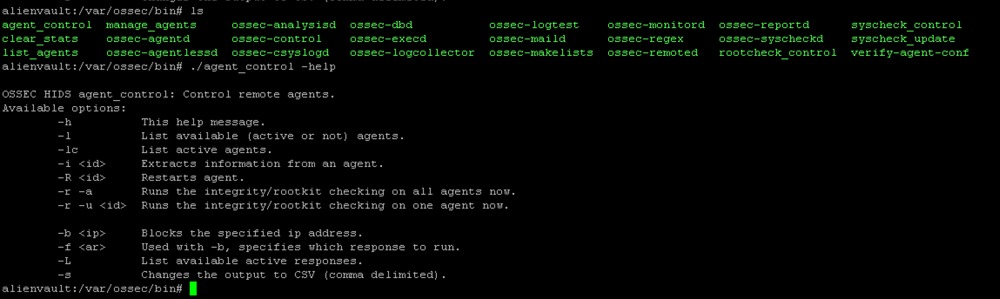 alienvault:/var/ossec/bin# ls
agent_control  manage_agents     ossec-analysisd  ossec-dbd           ossec-logtest    ossec-monitord  ossec-reportd      syscheck_control
clear_stats    ossec-agentd      ossec-control    ossec-execd         ossec-maild      ossec-regex     ossec-syscheckd    syscheck_update
list_agents    ossec-agentlessd  ossec-csyslogd   ossec-logcollector  ossec-makelists  ossec-remoted   rootcheck_control  verify-agent-conf
alienvault:/var/ossec/bin# ./agent_control -help
OSSEC HIDS agent_control: Control remote agents.
Available options:
        -h          This help message.
        -l          List available (active or not) agents.
        -lc         List active agents.
        -i <id>     Extracts information from an agent.
        -R <id>     Restarts agent.
        -r -a       Runs the integrity/rootkit checking on all agents now.
        -r -u <id>  Runs the integrity/rootkit checking on one agent now.
        -b <ip>     Blocks the specified ip address.
        -f <ar>     Used with -b, specifies which response to run.
        -L          List available active responses.
        -s          Changes the output to CSV (comma delimited).
alienvault:/var/ossec/bin#